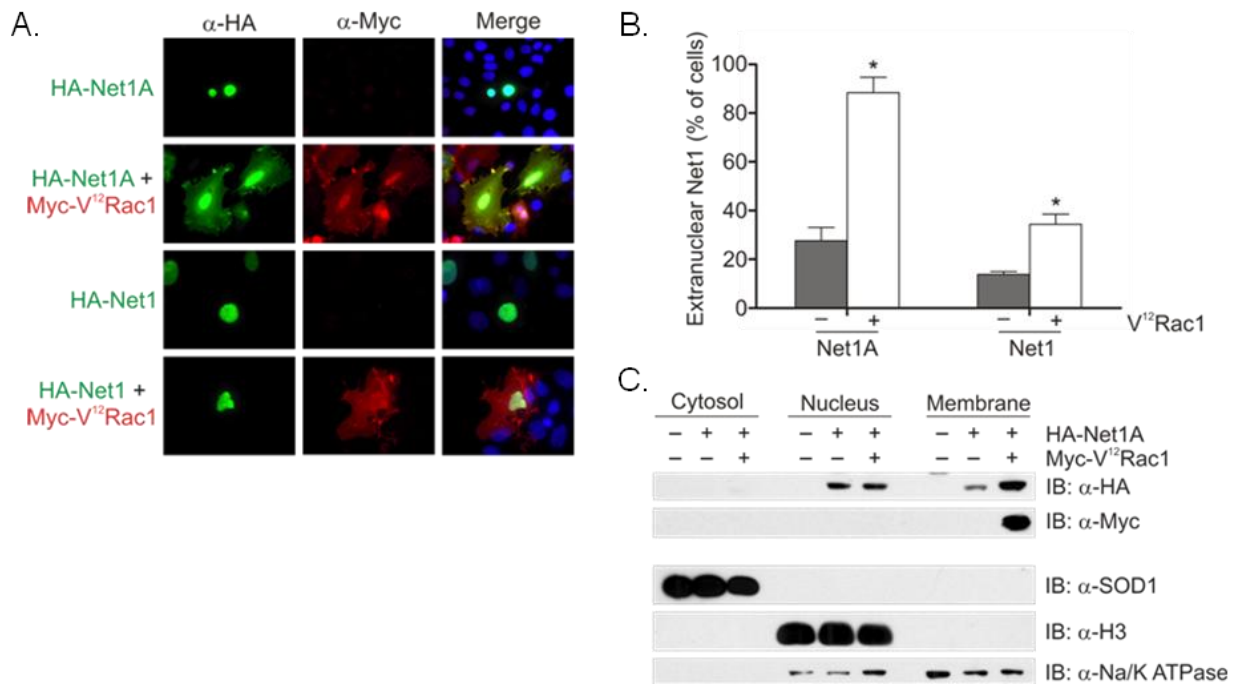 A.
α-HA α-Myc Merge
HA-Net1A
HA-Net1A +
Myc-V¹²Rac1
HA-Net1
HA-Net1 +
Myc-V¹²Rac1
B.
Extranuclear Net1 (% of cells)
100
80
60
40
20
0
* *
– + – + V¹²Rac1
Net1A Net1
C.
Cytosol Nucleus Membrane
– + + – + + – + + HA-Net1A
– – + – – + – – + Myc-V¹²Rac1
IB: α-HA
IB: α-Myc
IB: α-SOD1
IB: α-H3
IB: α-Na/K ATPase